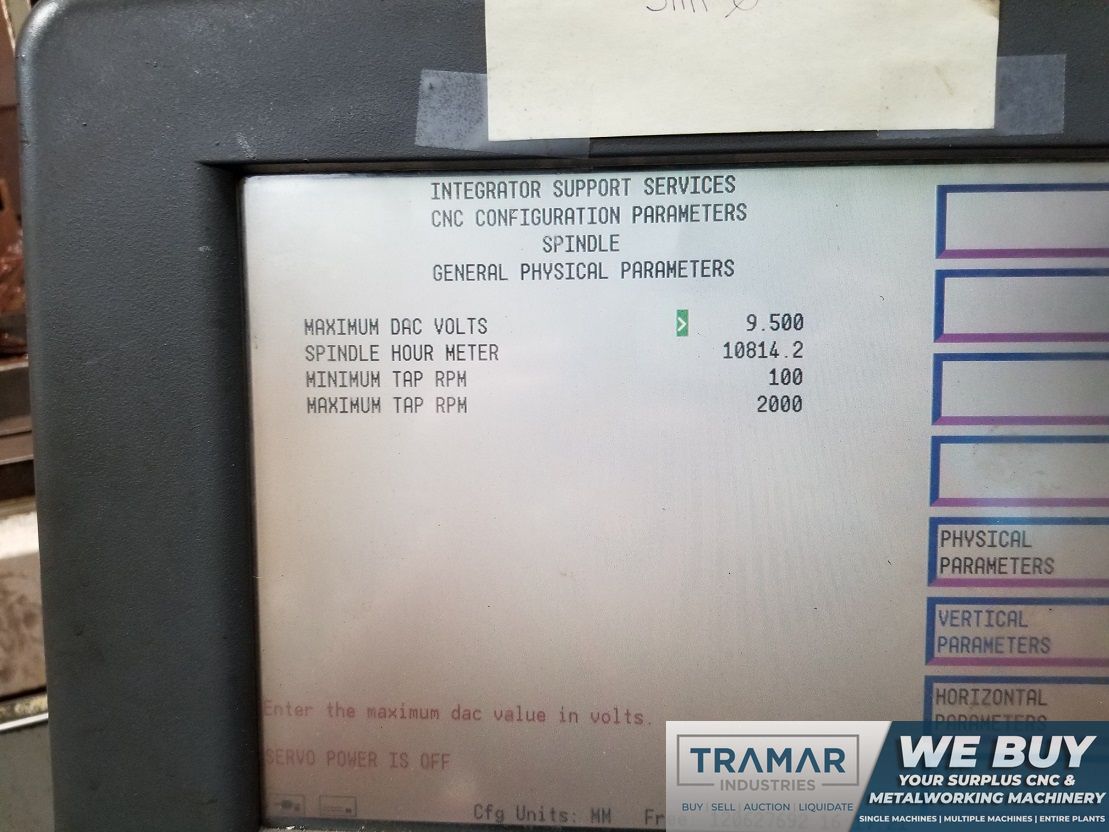 INTEGRATOR SUPPORT SERVICES
CNC CONFIGURATION PARAMETERS
SPINDLE
GENERAL PHYSICAL PARAMETERS
MAXIMUM DAC VOLTS > 9.500
SPINDLE HOUR METER 10814.2
MINIMUM TAP RPM 100
MAXIMUM TAP RPM 2000
PHYSICAL
PARAMETERS
VERTICAL
PARAMETERS
HORIZONTAL
PARAMETERS
Enter the maximum dac value in volts.
SERVO POWER IS OFF
Cfg Units: MM
TRAMAR
INDUSTRIES
BUY | SELL | AUCTION | LIQUIDATE
WE BUY
YOUR SURPLUS CNC &
METALWORKING MACHINERY
SINGLE MACHINES | MULTIPLE MACHINES | ENTIRE PLANTS